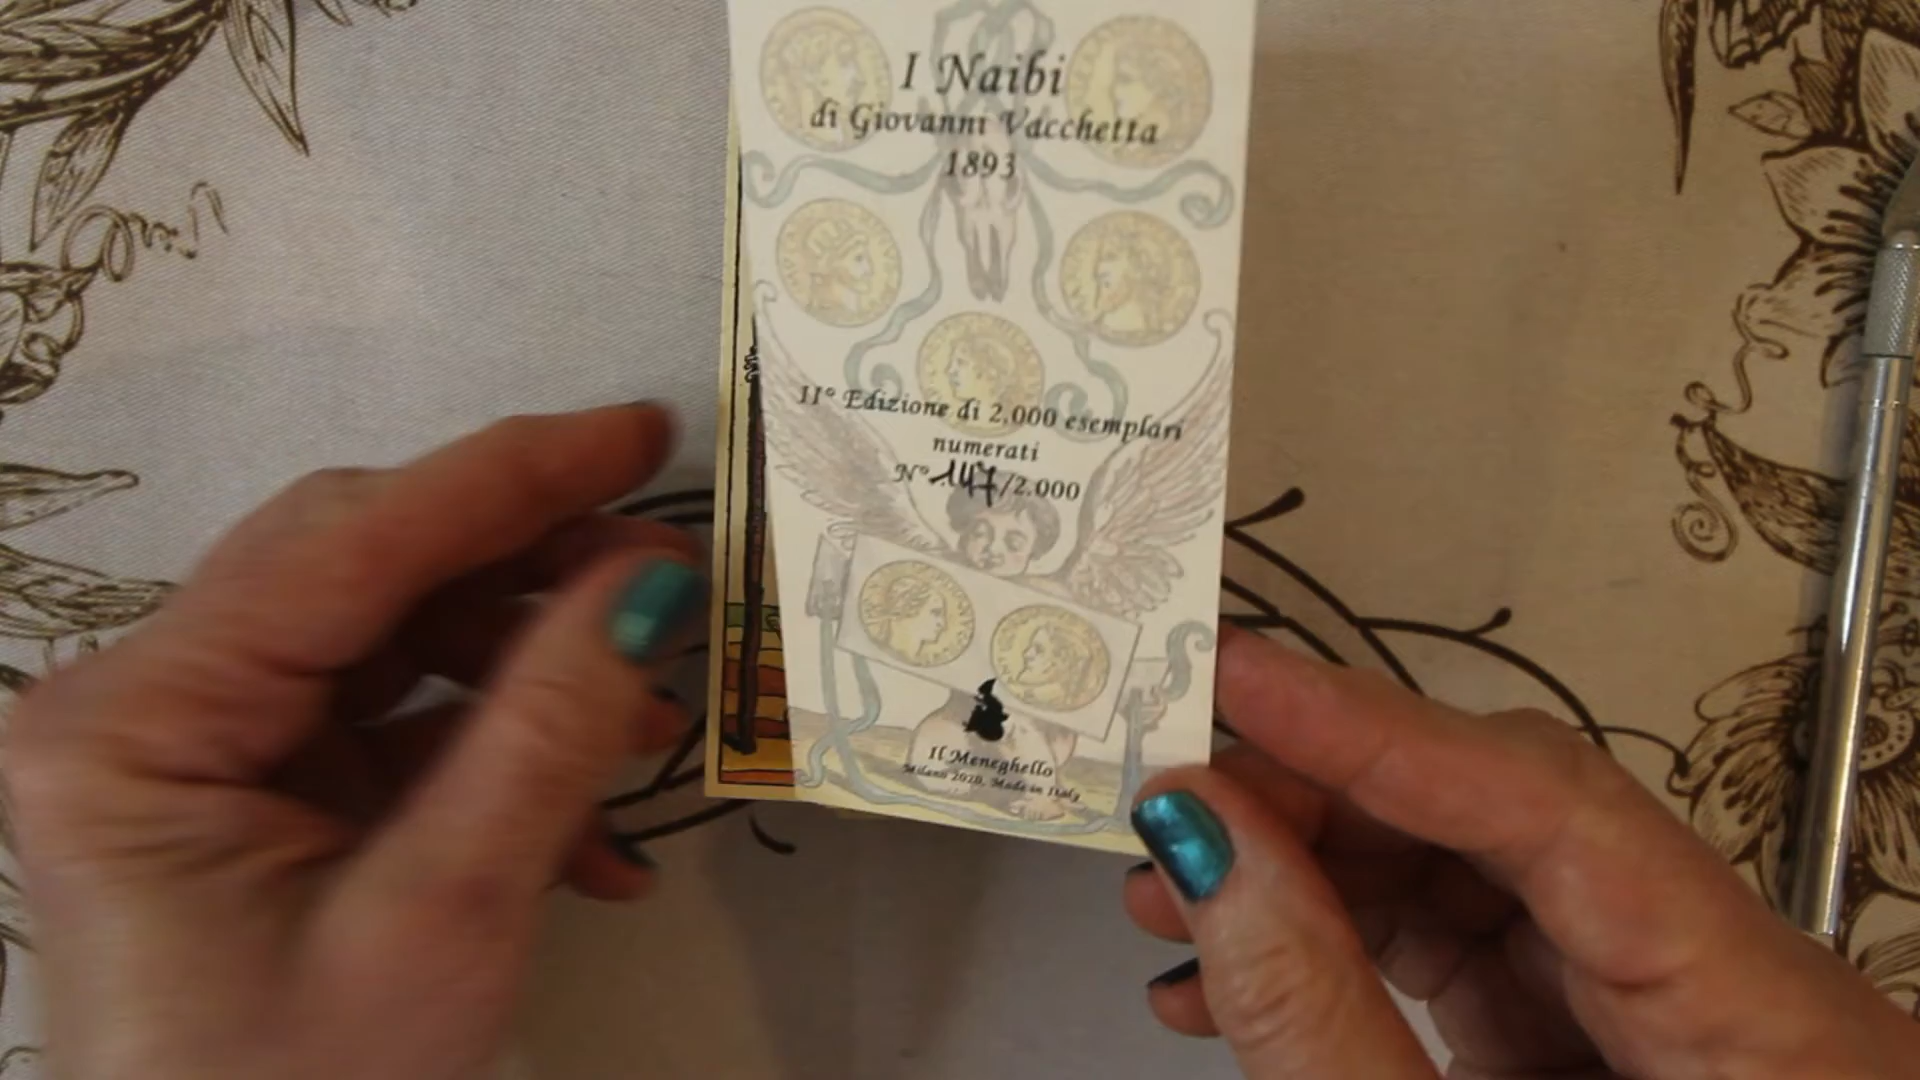 I Naibi
di Giovanni Vacchetta
1893
II° Edizione di 2.000 esemplari
numerati
N° 147/2.000
Il Meneghello
Milano 2020. Made in Italy